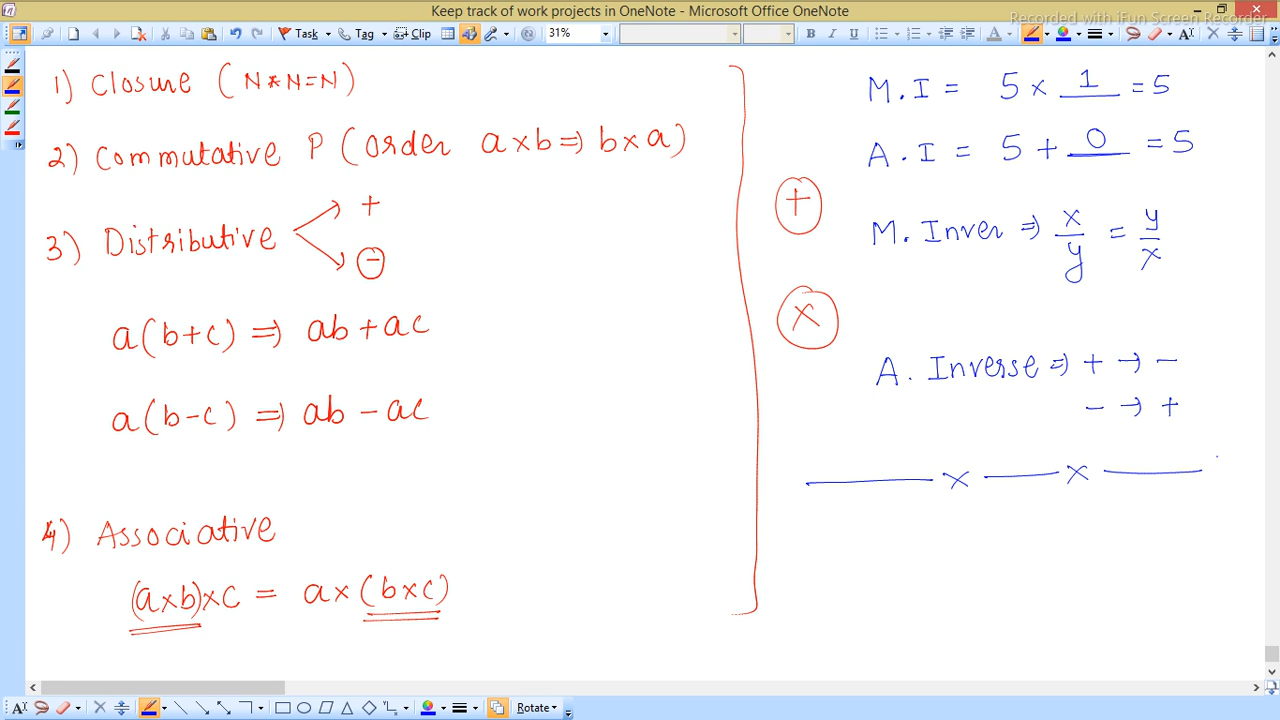 Keep track of work projects in OneNote - Microsoft Office OneNote
Recorded with iFun Screen Recorder
Task
Tag
Clip
31%
B I U
A
1) Closure ( N * N = N )
2) Commutative P ( Order a × b ⇒ b × a )
3) Distributive → +
→ -
a(b+c) ⇒ ab + ac
a(b-c) ⇒ ab - ac
4) Associative
(a×b)×c = a×(b×c)
+
×
M.I = 5 × 1 = 5
A.I = 5 + 0 = 5
M. Inver ⇒ x/y = y/x
A. Inverse ⇒ + → -
- → +
——— × ——— × ———
Rotate